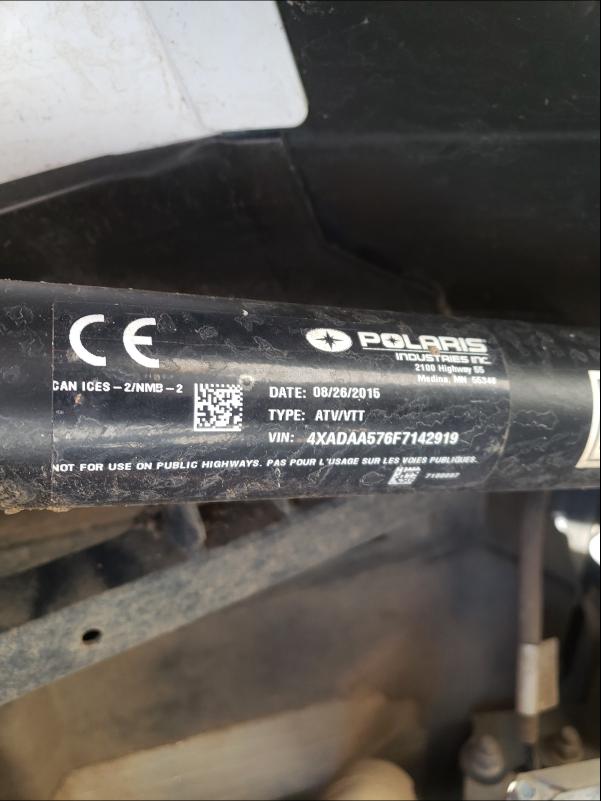 CE
POLARIS
INDUSTRIES INC.
2100 Highway 55
Medina, MN 55340
CAN ICES-2/NMB-2
DATE: 08/26/2015
TYPE: ATV/VTT
VIN: 4XADAA576F7142919
NOT FOR USE ON PUBLIC HIGHWAYS. PAS POUR L'USAGE SUR LES VOIES PUBLIQUES.